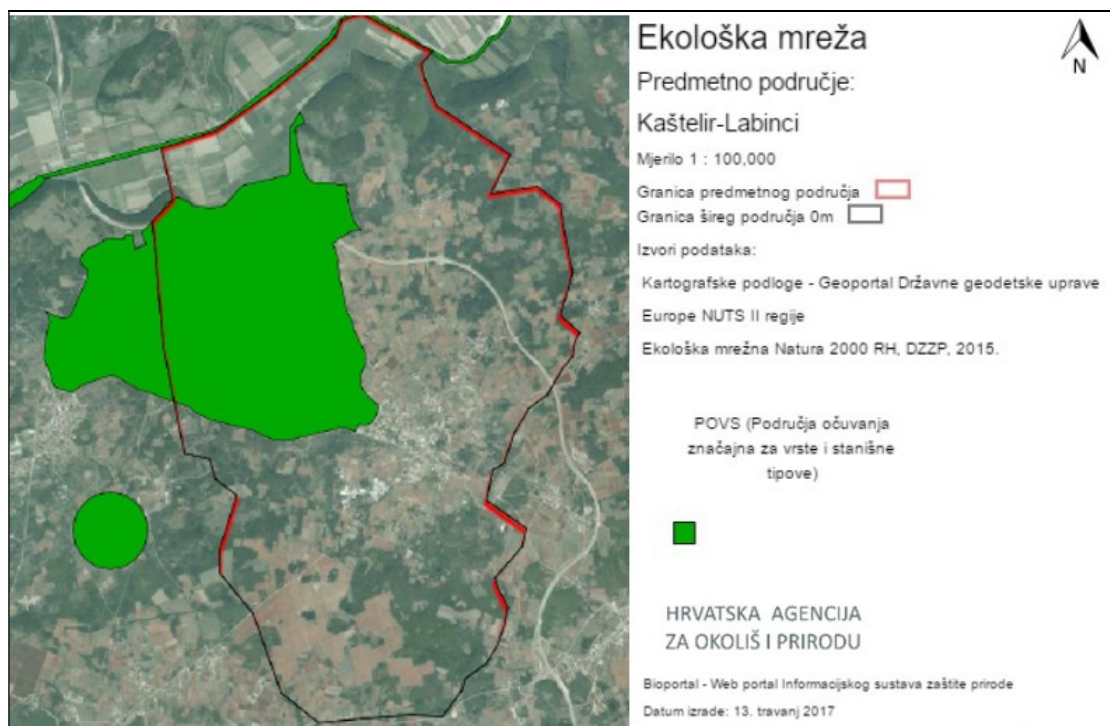 Ekološka mreža
N
Predmetno područje:
Kaštelir-Labinci
Mjerilo 1 : 100,000
Granica predmetnog područja
Granica šireg područja 0m
Izvori podataka:
Kartografske podloge - Geoportal Državne geodetske uprave
Europe NUTS II regije
Ekološka mrežna Natura 2000 RH, DZZP, 2015.
POVS (Područja očuvanja
značajna za vrste i stanišne
tipove)
HRVATSKA AGENCIJA
ZA OKOLIŠ I PRIRODU
Bioportal - Web portal Informacijskog sustava zaštite prirode
Datum izrade: 13. travanj 2017